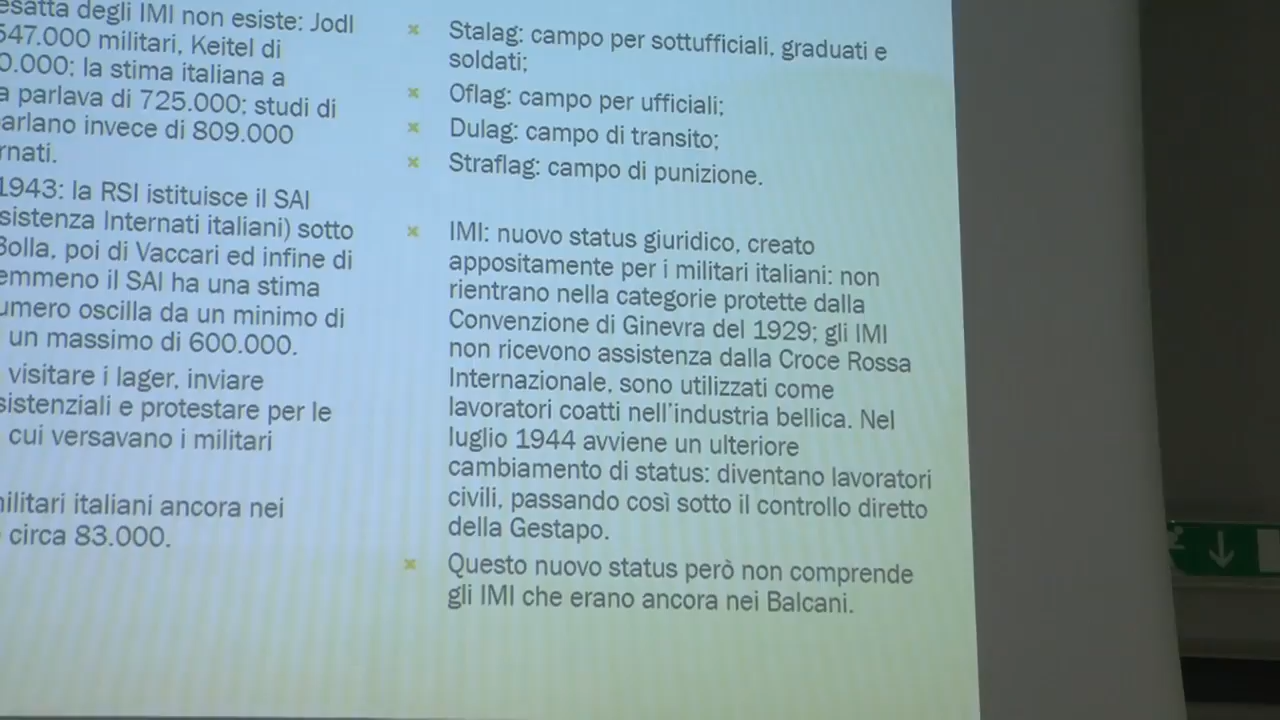 esatta degli IMI non esiste: Jodl
547.000 militari, Keitel di
0.000; la stima italiana a
a parlava di 725.000; studi di
arlano invece di 809.000
rnati.
1943: la RSI istituisce il SAI
sistenza Internati italiani) sotto
Bolla, poi di Vaccari ed infine di
emmeno il SAI ha una stima
umero oscilla da un minimo di
un massimo di 600.000.
visitare i lager, inviare
sistenziali e protestare per le
cui versavano i militari
militari italiani ancora nei
circa 83.000.
Stalag: campo per sottufficiali, graduati e
soldati;
Oflag: campo per ufficiali;
Dulag: campo di transito;
Straflag: campo di punizione.
IMI: nuovo status giuridico, creato
appositamente per i militari italiani: non
rientrano nella categorie protette dalla
Convenzione di Ginevra del 1929; gli IMI
non ricevono assistenza dalla Croce Rossa
Internazionale, sono utilizzati come
lavoratori coatti nell'industria bellica. Nel
luglio 1944 avviene un ulteriore
cambiamento di status: diventano lavoratori
civili, passando così sotto il controllo diretto
della Gestapo.
Questo nuovo status però non comprende
gli IMI che erano ancora nei Balcani.